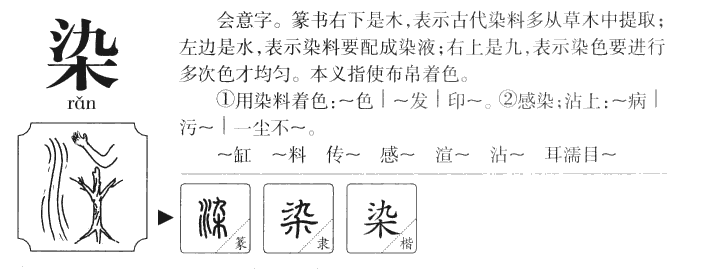 染
rǎn
会意字。篆书右下是木,表示古代染料多从草木中提取;
左边是水,表示染料要配成染液;右上是九,表示染色要进行
多次色才均匀。本义指使布帛着色。
①用染料着色:～色|～发|印～。②感染;沾上:～病|
污～|一尘不～。
～缸 ～料 传～ 感～ 渲～ 沾～ 耳濡目～
染 篆 染 隶 染 楷